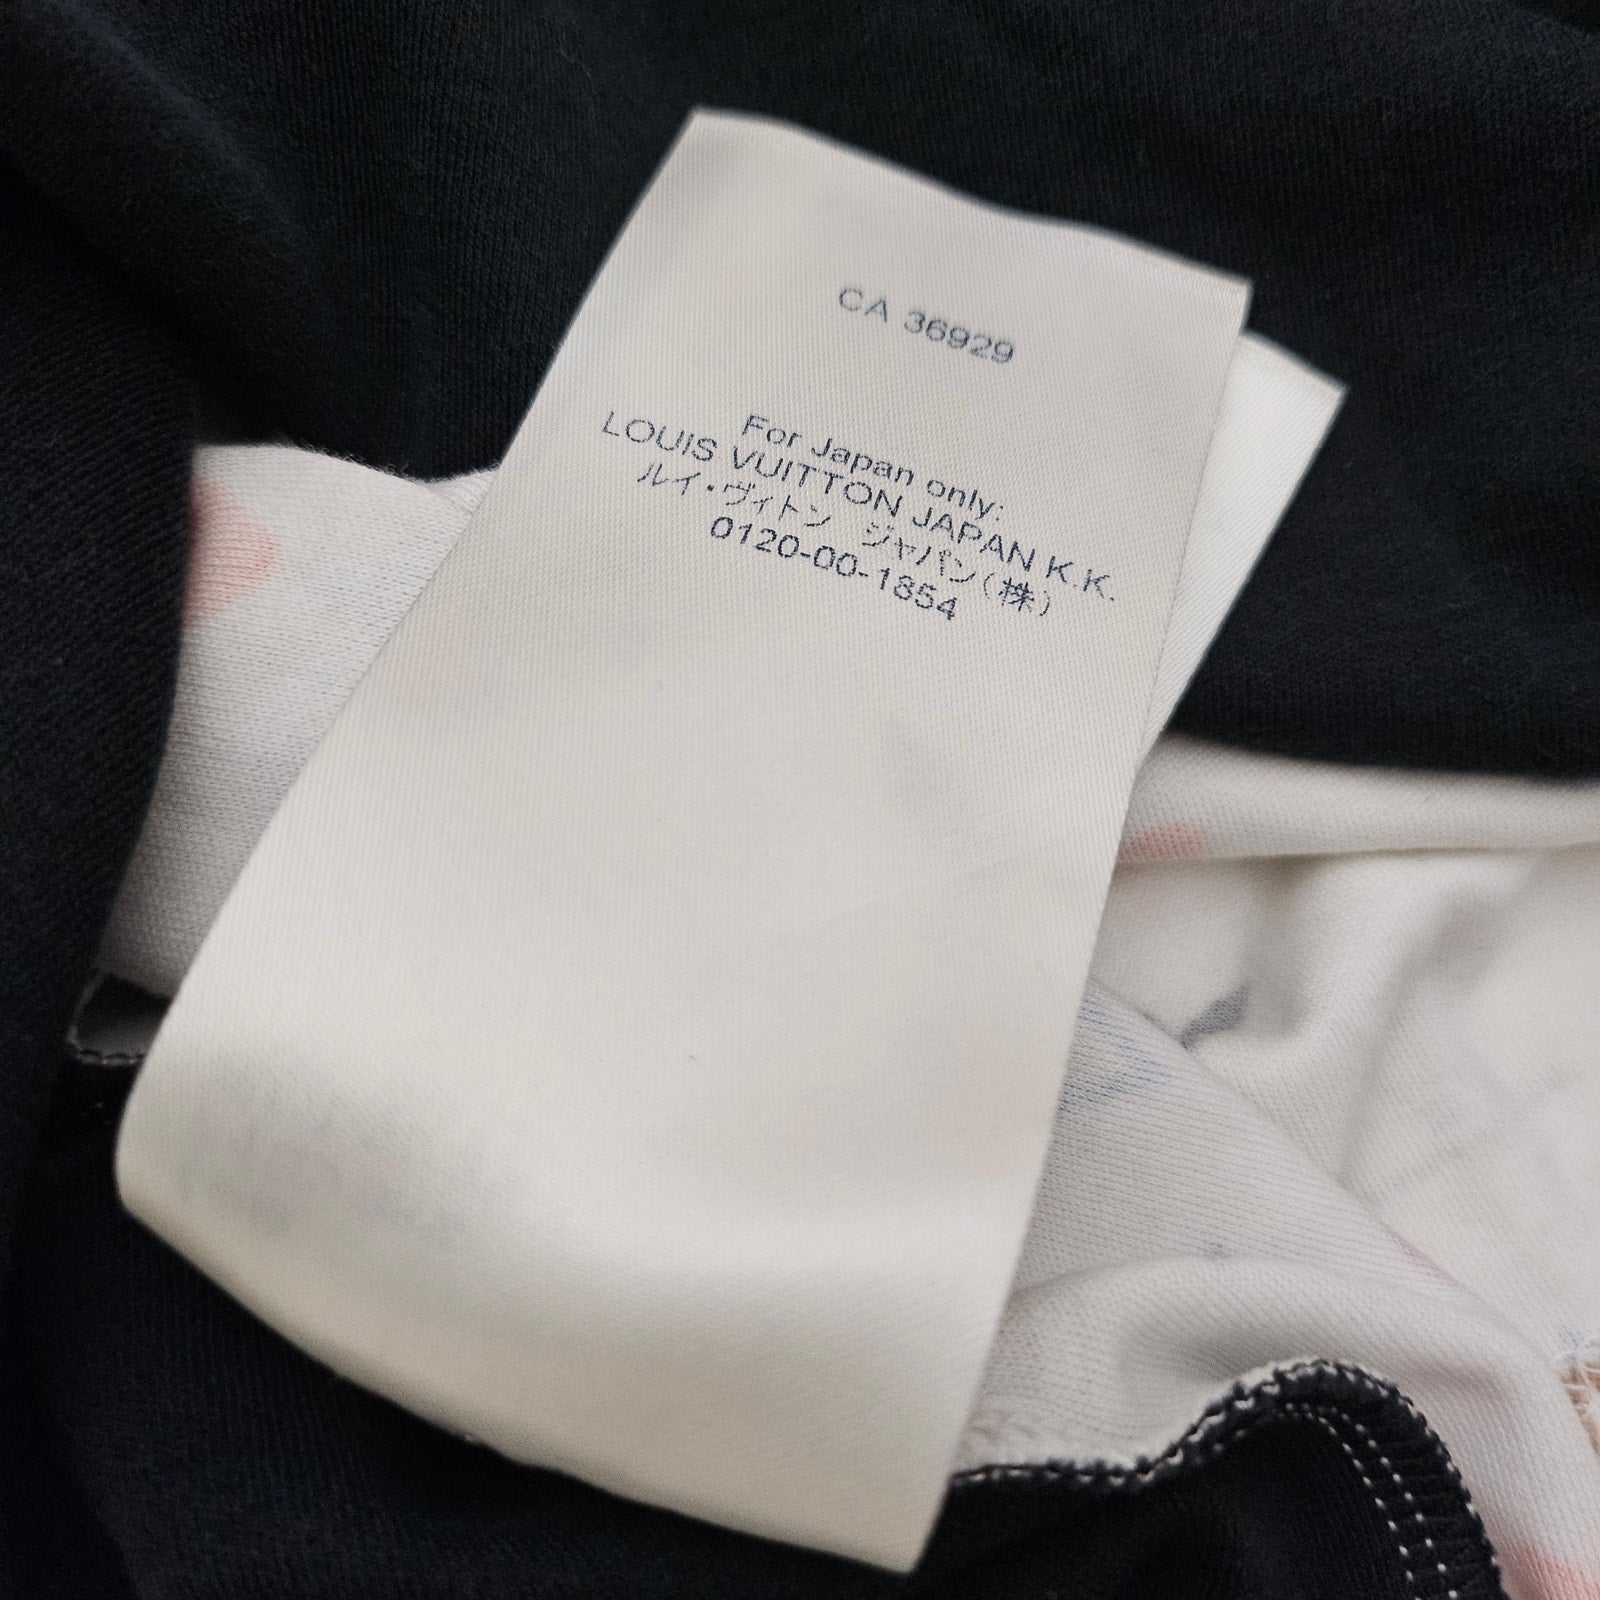 CA 36929
For Japan only:
LOUIS VUITTON JAPAN K.K.
ルイ・ヴィトン ジャパン(株)
0120-00-1854